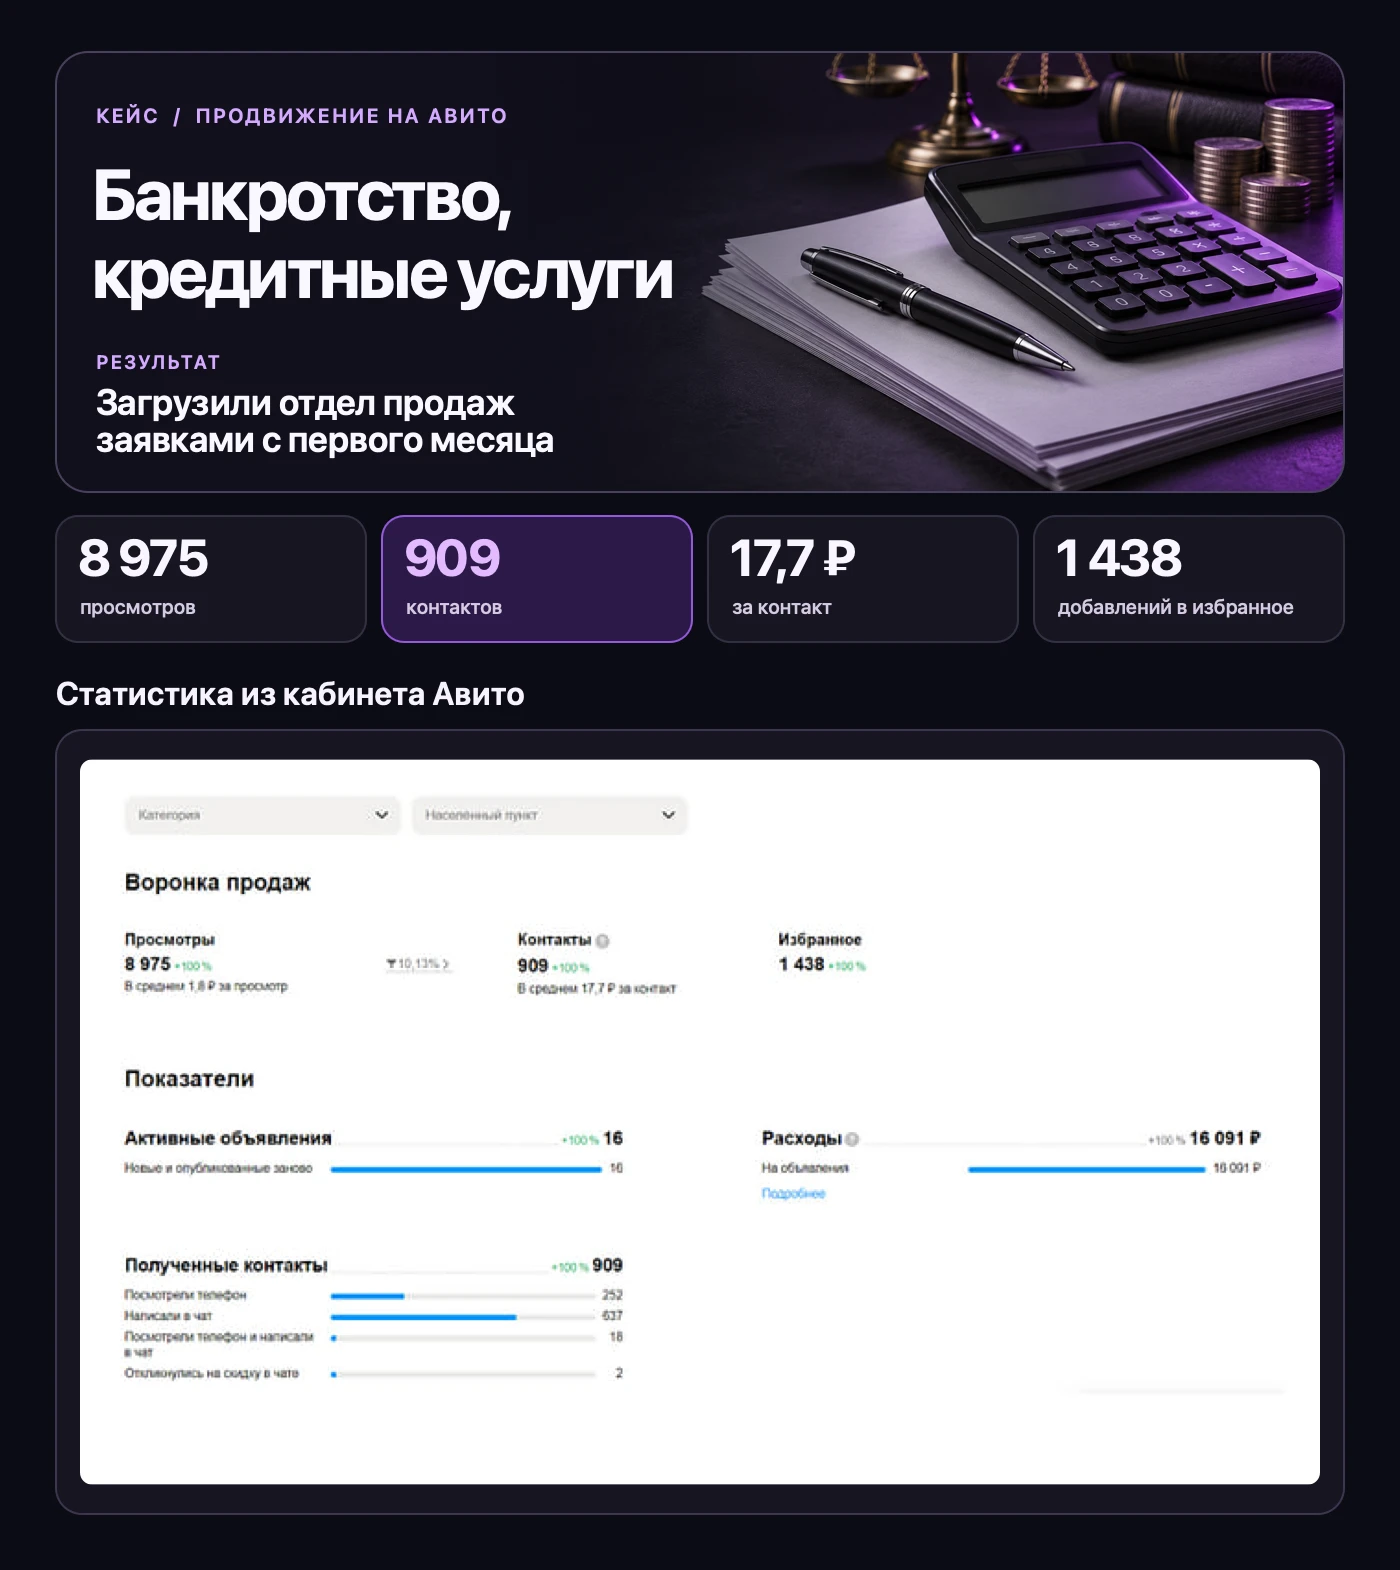 КЕЙС / ПРОДВИЖЕНИЕ НА АВИТО
Банкротство,
кредитные услуги
РЕЗУЛЬТАТ
Загрузили отдел продаж
заявками с первого месяца
8 975
просмотров
909
контактов
17,7 ₽
за контакт
1 438
добавлений в избранное
Статистика из кабинета Авито
Категория
Населенный пункт
Воронка продаж
Просмотры
8 975 +100 %
В среднем 1,8 ₽ за просмотр
10,13%
Контакты
909 +100 %
В среднем 17,7 ₽ за контакт
Избранное
1 438 +100 %
Показатели
Активные объявления +100 % 16
Новые и опубликованные заново 16
Расходы +100 % 16 091 ₽
На объявления 16 091 ₽
Подробнее
Полученные контакты +100 % 909
Посмотрели телефон 252
Написали в чат 637
Посмотрели телефон и написали 18
в чат
Откликнулись на скидку в чате 2